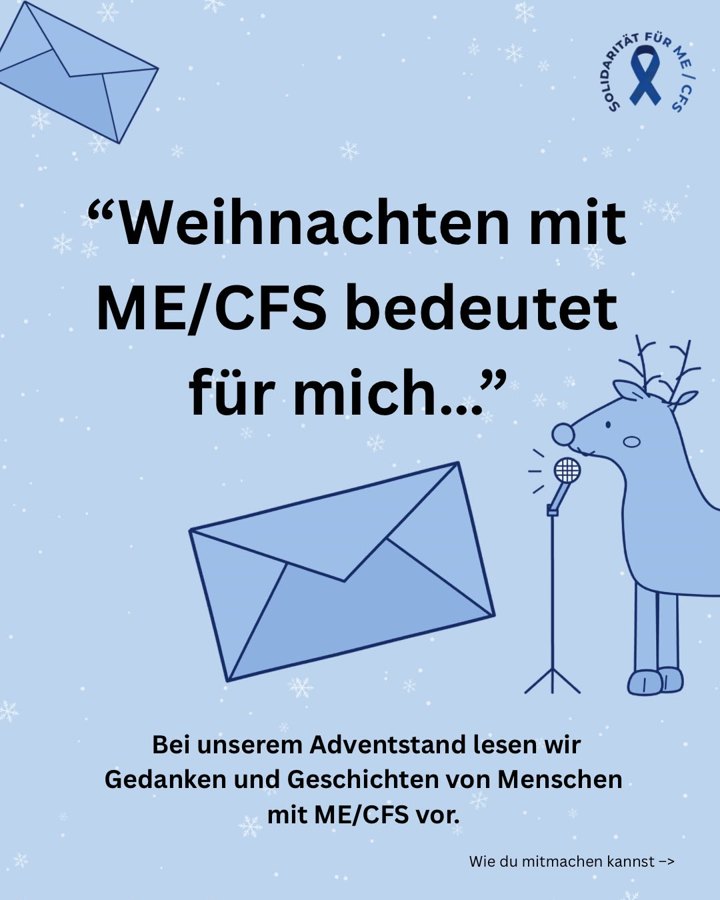 SOLIDARITÄT FÜR ME / CFS
“Weihnachten mit
ME/CFS bedeutet
für mich...”
Bei unserem Adventstand lesen wir
Gedanken und Geschichten von Menschen
mit ME/CFS vor.
Wie du mitmachen kannst –>